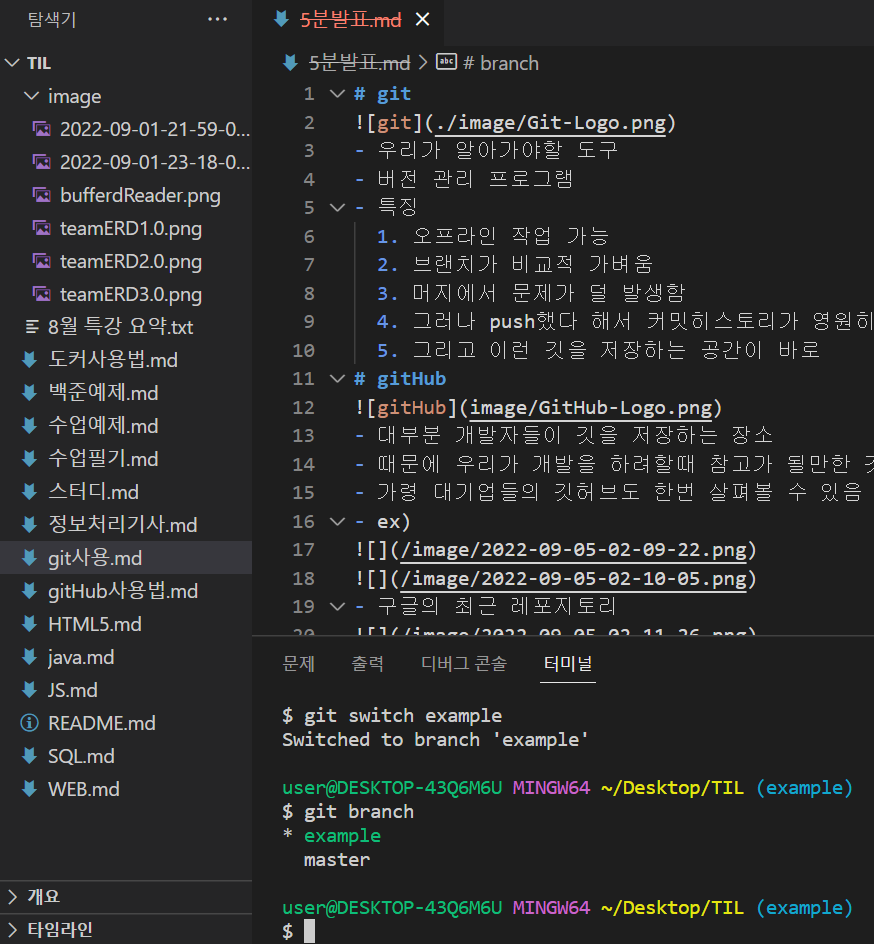 탐색기
TIL
image
2022-09-01-21-59-0...
2022-09-01-23-18-0...
bufferdReader.png
teamERD1.0.png
teamERD2.0.png
teamERD3.0.png
8월 특강 요약.txt
도커사용법.md
백준예제.md
수업예제.md
수업필기.md
스터디.md
정보처리기사.md
git사용.md
gitHub사용법.md
HTML5.md
java.md
JS.md
README.md
SQL.md
WEB.md
개요
타임라인
5분발표.md
5분발표.md > abc # branch
1 # git
2 ![git](./image/Git-Logo.png)
3 - 우리가 알아가야할 도구
4 - 버전 관리 프로그램
5 - 특징
6 1. 오프라인 작업 가능
7 2. 브랜치가 비교적 가벼움
8 3. 머지에서 문제가 덜 발생함
9 4. 그러나 push했다 해서 커밋히스토리가 영원히
10 5. 그리고 이런 깃을 저장하는 공간이 바로
11 # gitHub
12 ![gitHub](image/GitHub-Logo.png)
13 - 대부분 개발자들이 깃을 저장하는 장소
14 - 때문에 우리가 개발을 하려할때 참고가 될만한
15 - 가령 대기업들의 깃허브도 한번 살펴볼 수 있음
16 - ex)
17 ![](/image/2022-09-05-02-09-22.png)
18 ![](/image/2022-09-05-02-10-05.png)
19 - 구글의 최근 레포지토리
20 ![](/image/2022-09-05-02-11-26.png)
문제 출력 디버그 콘솔 터미널
$ git switch example
Switched to branch 'example'
user@DESKTOP-43Q6M6U MINGW64 ~/Desktop/TIL (example)
$ git branch
* example
master
user@DESKTOP-43Q6M6U MINGW64 ~/Desktop/TIL (example)
$